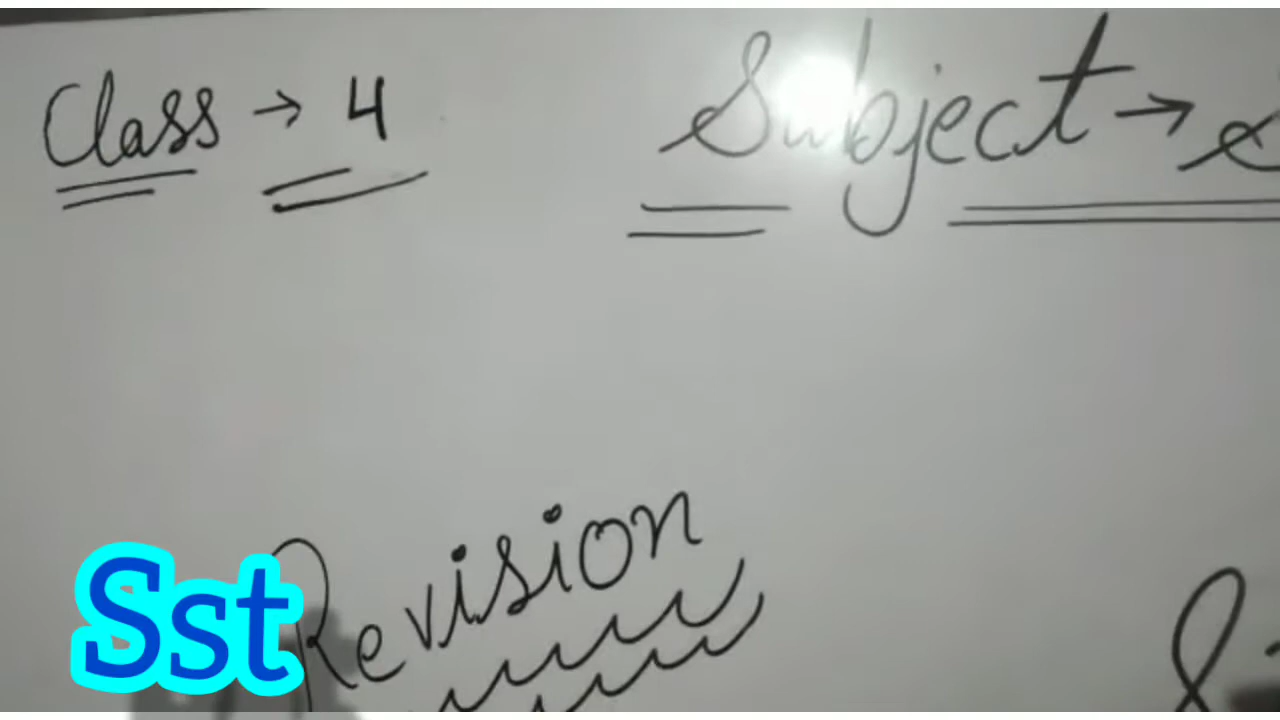 Class → 4
Subject →
Revision
Sst